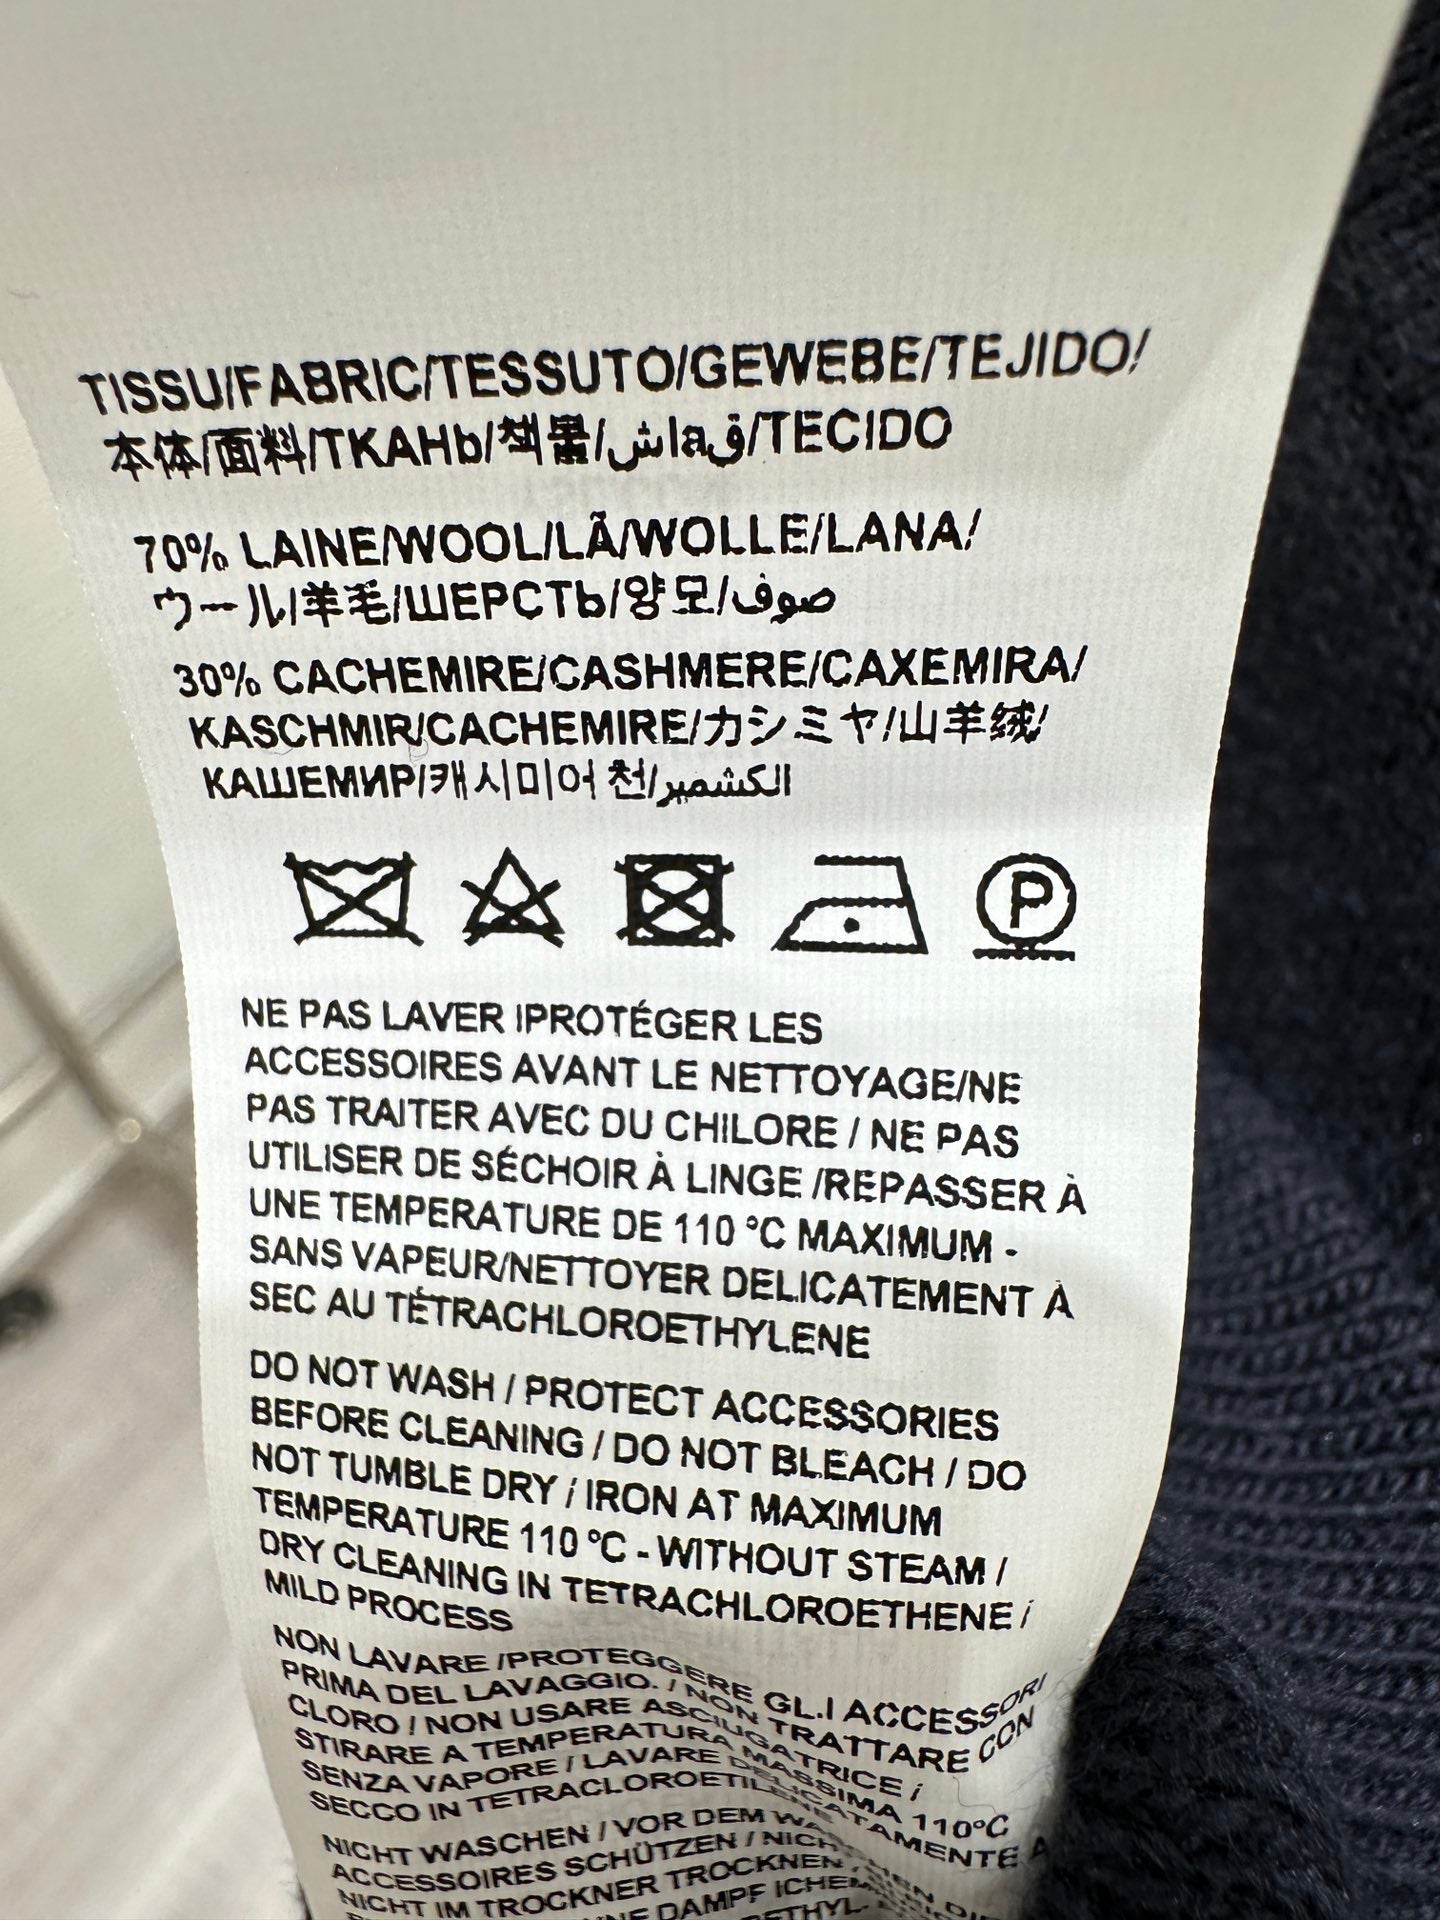 TISSU/FABRIC/TESSUTO/GEWEBE/TEJIDO/
本体/面料/TKAHb/책물/قماش/TECIDO
70% LAINE/WOOL/LÃ/WOLLE/LANA/
ウール/羊毛/ШЕРСТЬ/양모/صوف
30% CACHEMIRE/CASHMERE/CAXEMIRA/
KASCHMIR/CACHEMIRE/カシミヤ/山羊绒/
КАШЕМИР/캐시미어 천/الكشمير
P
NE PAS LAVER IPROTÉGER LES
ACCESSOIRES AVANT LE NETTOYAGE/NE
PAS TRAITER AVEC DU CHILORE / NE PAS
UTILISER DE SÉCHOIR À LINGE /REPASSER À
UNE TEMPERATURE DE 110 °C MAXIMUM -
SANS VAPEUR/NETTOYER DELICATEMENT À
SEC AU TÉTRACHLOROETHYLENE
DO NOT WASH / PROTECT ACCESSORIES
BEFORE CLEANING / DO NOT BLEACH / DO
NOT TUMBLE DRY / IRON AT MAXIMUM
TEMPERATURE 110 °C - WITHOUT STEAM /
DRY CLEANING IN TETRACHLOROETHENE /
MILD PROCESS
NON LAVARE /PROTEGGERE GL.I ACCESSORI
PRIMA DEL LAVAGGIO. / NON TRATTARE CON
CLORO / NON USARE ASCIUGATRICE /
STIRARE A TEMPERATURA MASSIMA 110°C
SENZA VAPORE / LAVARE DELICATAMENTE A
SECCO IN TETRACLOROETILENE
NICHT WASCHEN / VOR DEM WASCHEN DIE
ACCESSOIRES SCHÜTZEN / NICHT
NICHT IM TROCKNER TROCKNEN
DAMPF